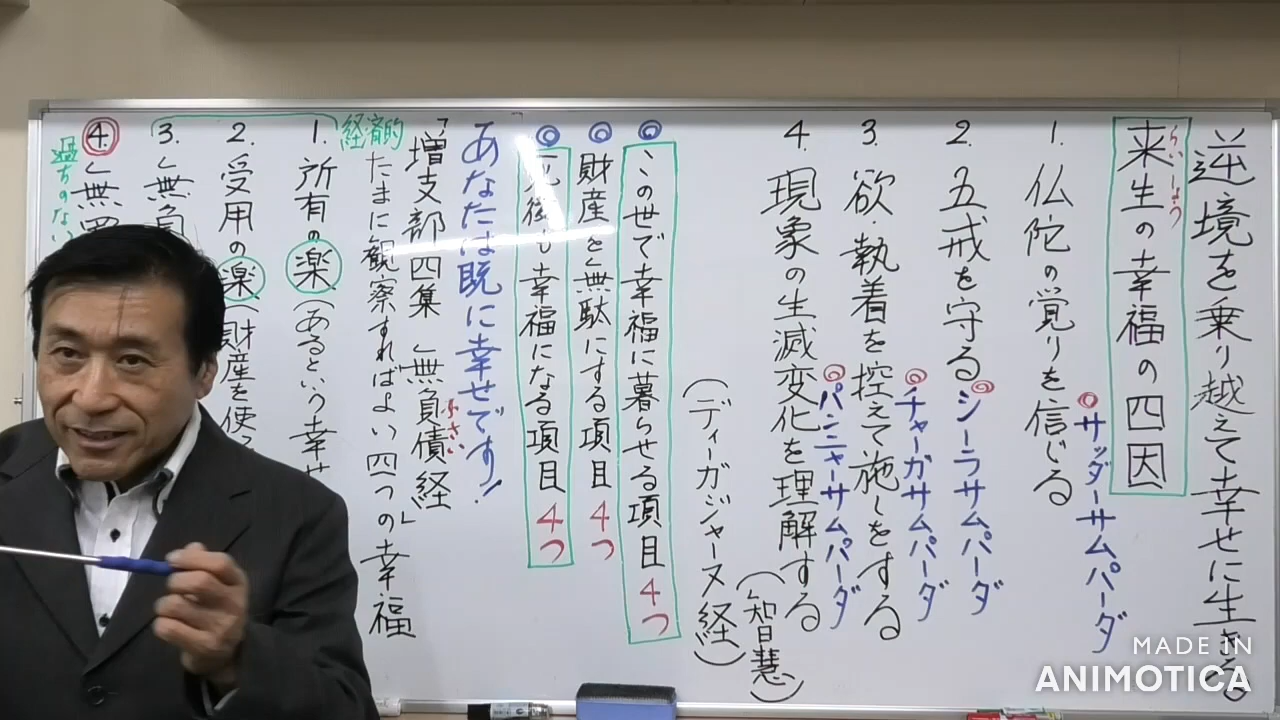 逆境を乗り越えて幸せに生きる
来生の幸福の四因
らいしょう
1. 仏陀の覚りを信じる
サッダーサムパーダ
2. 五戒を守る
シーラサムパーダ
3. 欲・執着を控えて施しをする
チャーガサムパーダ
4. 現象の生滅変化を理解する
パンニャーサムパーダ
(智慧)
(ディーガジャーヌ経)
◎ この世で幸福に暮らせる項目 4つ
◎ 財産を無駄にする項目 4つ
◎ 死後も幸福になる項目 4つ
あなたは既に幸せです!
「増支部四集 無負債経」
たまに観察すればよい四つの幸福
経済的
1. 所有の楽(あるという幸せ
2. 受用の楽(財産を使
3. 無負
4. 無罪
過ちのない
MADE IN
ANIMOTICA